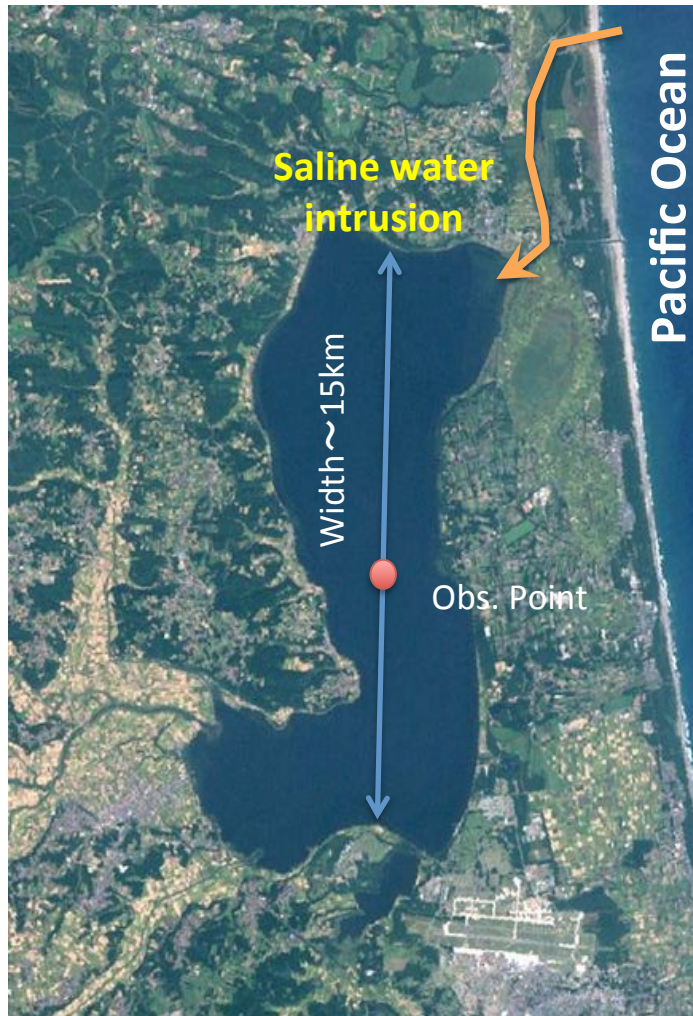 Saline water
intrusion
Pacific Ocean
Width～15km
Obs. Point